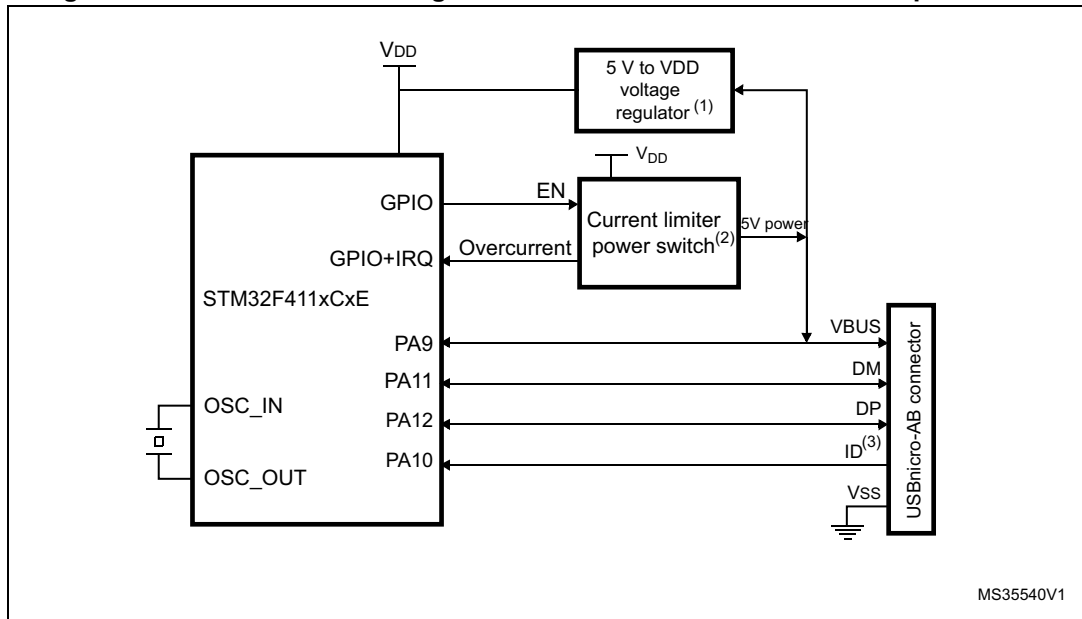 VDD
5 V to VDD
voltage
regulator (1)
VDD
GPIO
EN
Current limiter
power switch(2)
5V power
GPIO+IRQ
Overcurrent
STM32F411xCxE
PA9
VBUS
PA11
DM
OSC_IN
PA12
DP
PA10
ID(3)
OSC_OUT
VSS
USBnicro-AB connector
MS35540V1